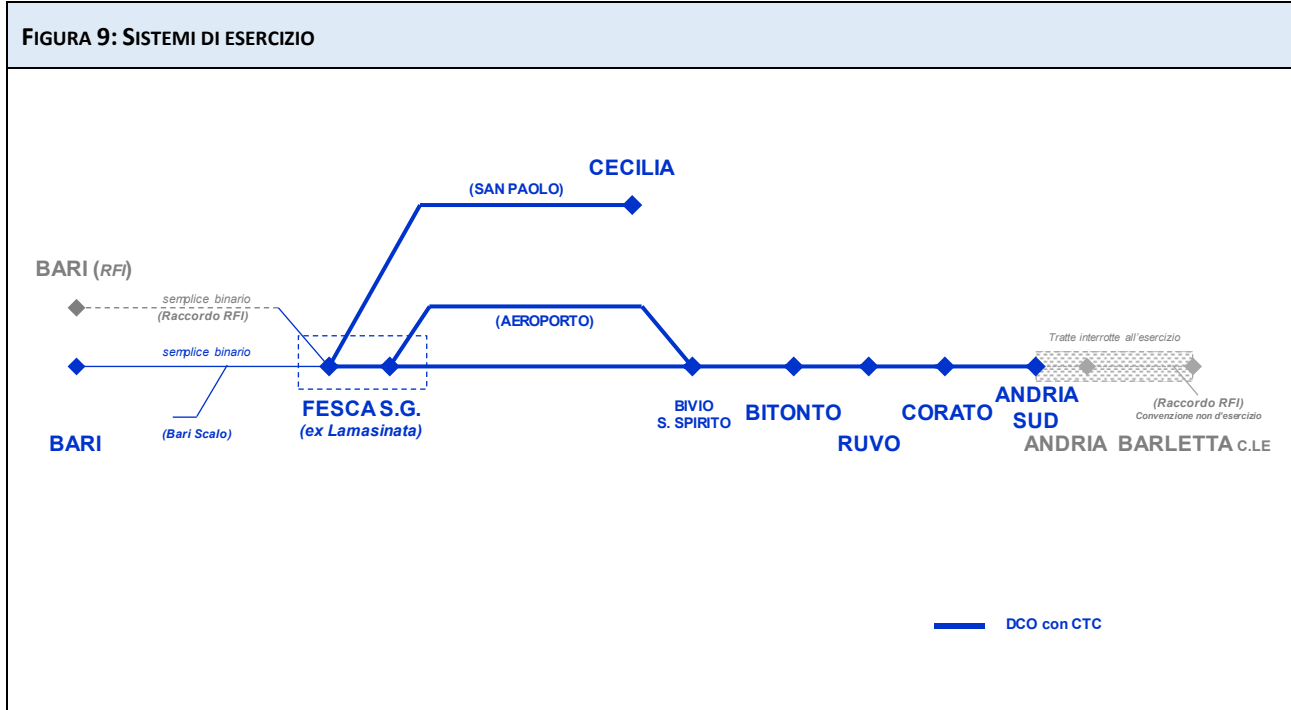 FIGURA 9: SISTEMI DI ESERCIZIO
CECILIA
(SAN PAOLO)
BARI (RFI)
semplice binario
(Raccordo RFI)
(AEROPORTO)
semplice binario
Tratte interrotte all'esercizio
FESCA S.G.
(ex Lamasinata)
(Bari Scalo)
BARI
BIVIO
S. SPIRITO
BITONTO
RUVO
CORATO
ANDRIA
SUD
(Raccordo RFI)
Convenzione non d'esercizio
ANDRIA
BARLETTA C.LE
DCO con CTC